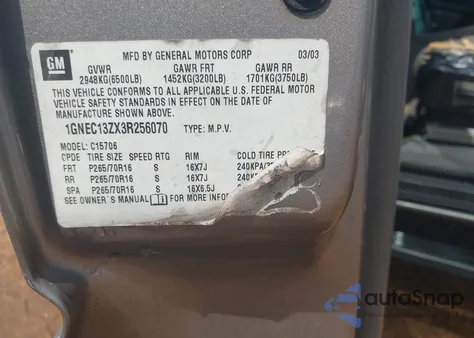 GM
MFD BY GENERAL MOTORS CORP 03/03
GVWR GAWR FRT GAWR RR
2948KG(6500LB) 1452KG(3200LB) 1701KG(3750LB)
THIS VEHICLE CONFORMS TO ALL APPLICABLE U.S. FEDERAL MOTOR
VEHICLE SAFETY STANDARDS IN EFFECT ON THE DATE OF
MANUFACTURE SHOWN ABOVE.
1GNEC13ZX3R256070 TYPE: M.P.V.
MODEL: C15706
CPDE TIRE SIZE SPEED RTG RIM COLD TIRE
FRT P265/70R16 S 16X7J 240KPA
RR P265/70R16 S 16X7J 240KPA
SPA P265/70R16 S 16X6.5J
SEE OWNER'S MANUAL FOR MORE INFORMATION
autoSnap